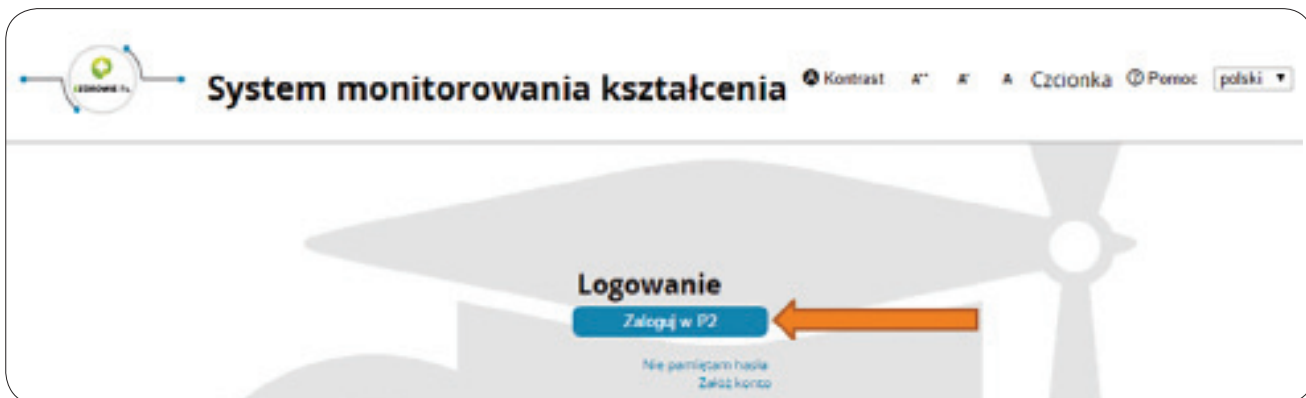 System monitorowania kształcenia
Kontrast A++ A+ A Czcionka Pomoc polski
Logowanie
Zaloguj w P2
Nie pamiętam hasła
Załóż konto